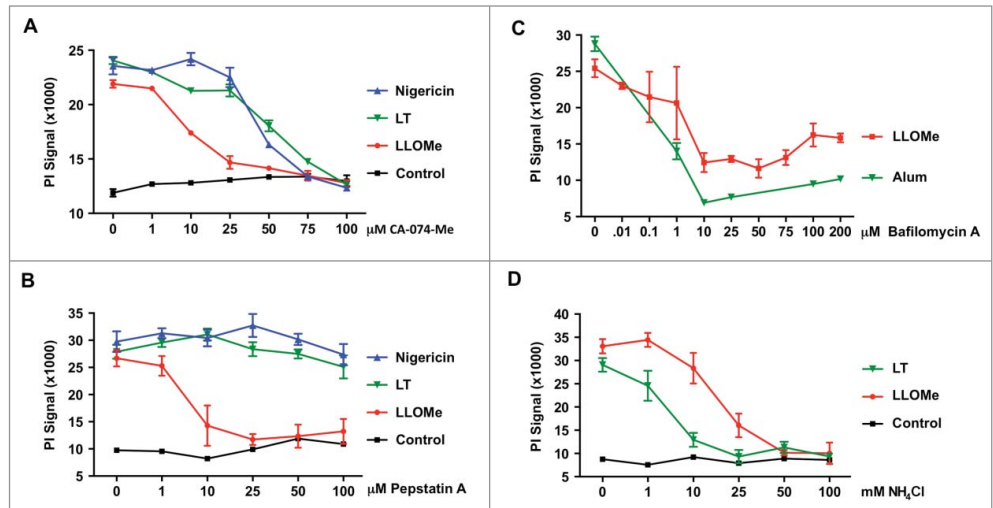 A
PI Signal (x1000)
25
20
15
10
0 1 10 25 50 75 100 μM CA-074-Me
Nigericin
LT
LLOMe
Control
B
PI Signal (x1000)
35
30
25
20
15
10
5
0 1 10 25 50 100 μM Pepstatin A
Nigericin
LT
LLOMe
Control
C
PI Signal (x1000)
30
25
20
15
10
5
0 .01 0.1 1 10 25 50 75 100 200 μM Bafilomycin A
LLOMe
Alum
D
PI Signal (x1000)
40
35
30
25
20
15
10
5
0 1 10 25 50 100 mM NH₄Cl
LT
LLOMe
Control